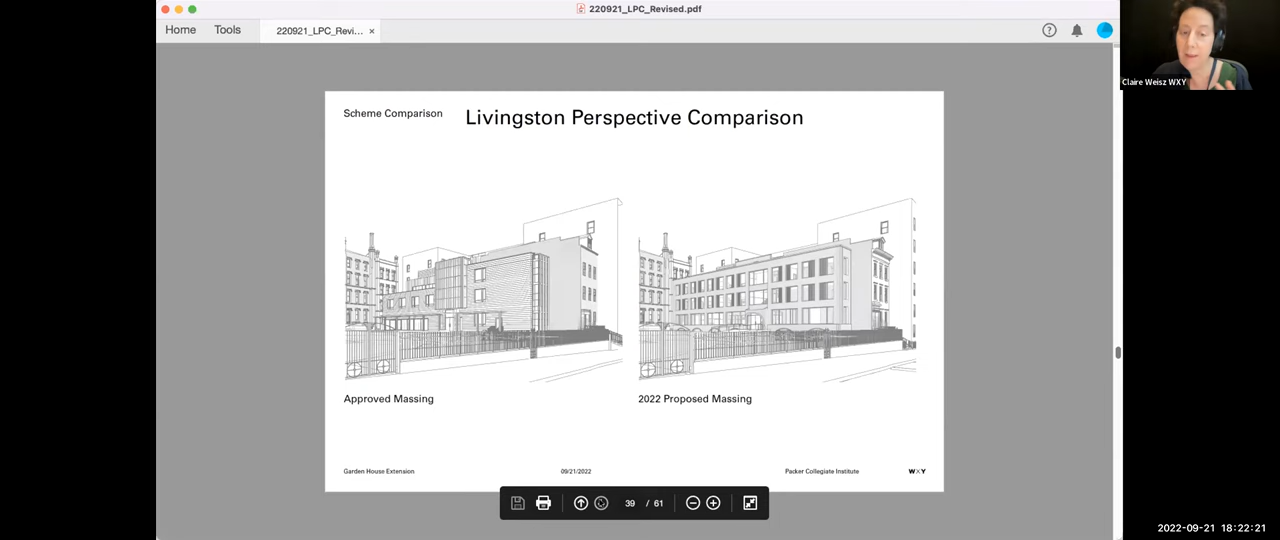 220921_LPC_Revised.pdf
Home Tools 220921_LPC_Revi... ×
Claire Weisz WXY
Scheme Comparison Livingston Perspective Comparison
Approved Massing 2022 Proposed Massing
Garden House Extension 09/21/2022 Packer Collegiate Institute WXY
39 / 61
2022-09-21 18:22:21